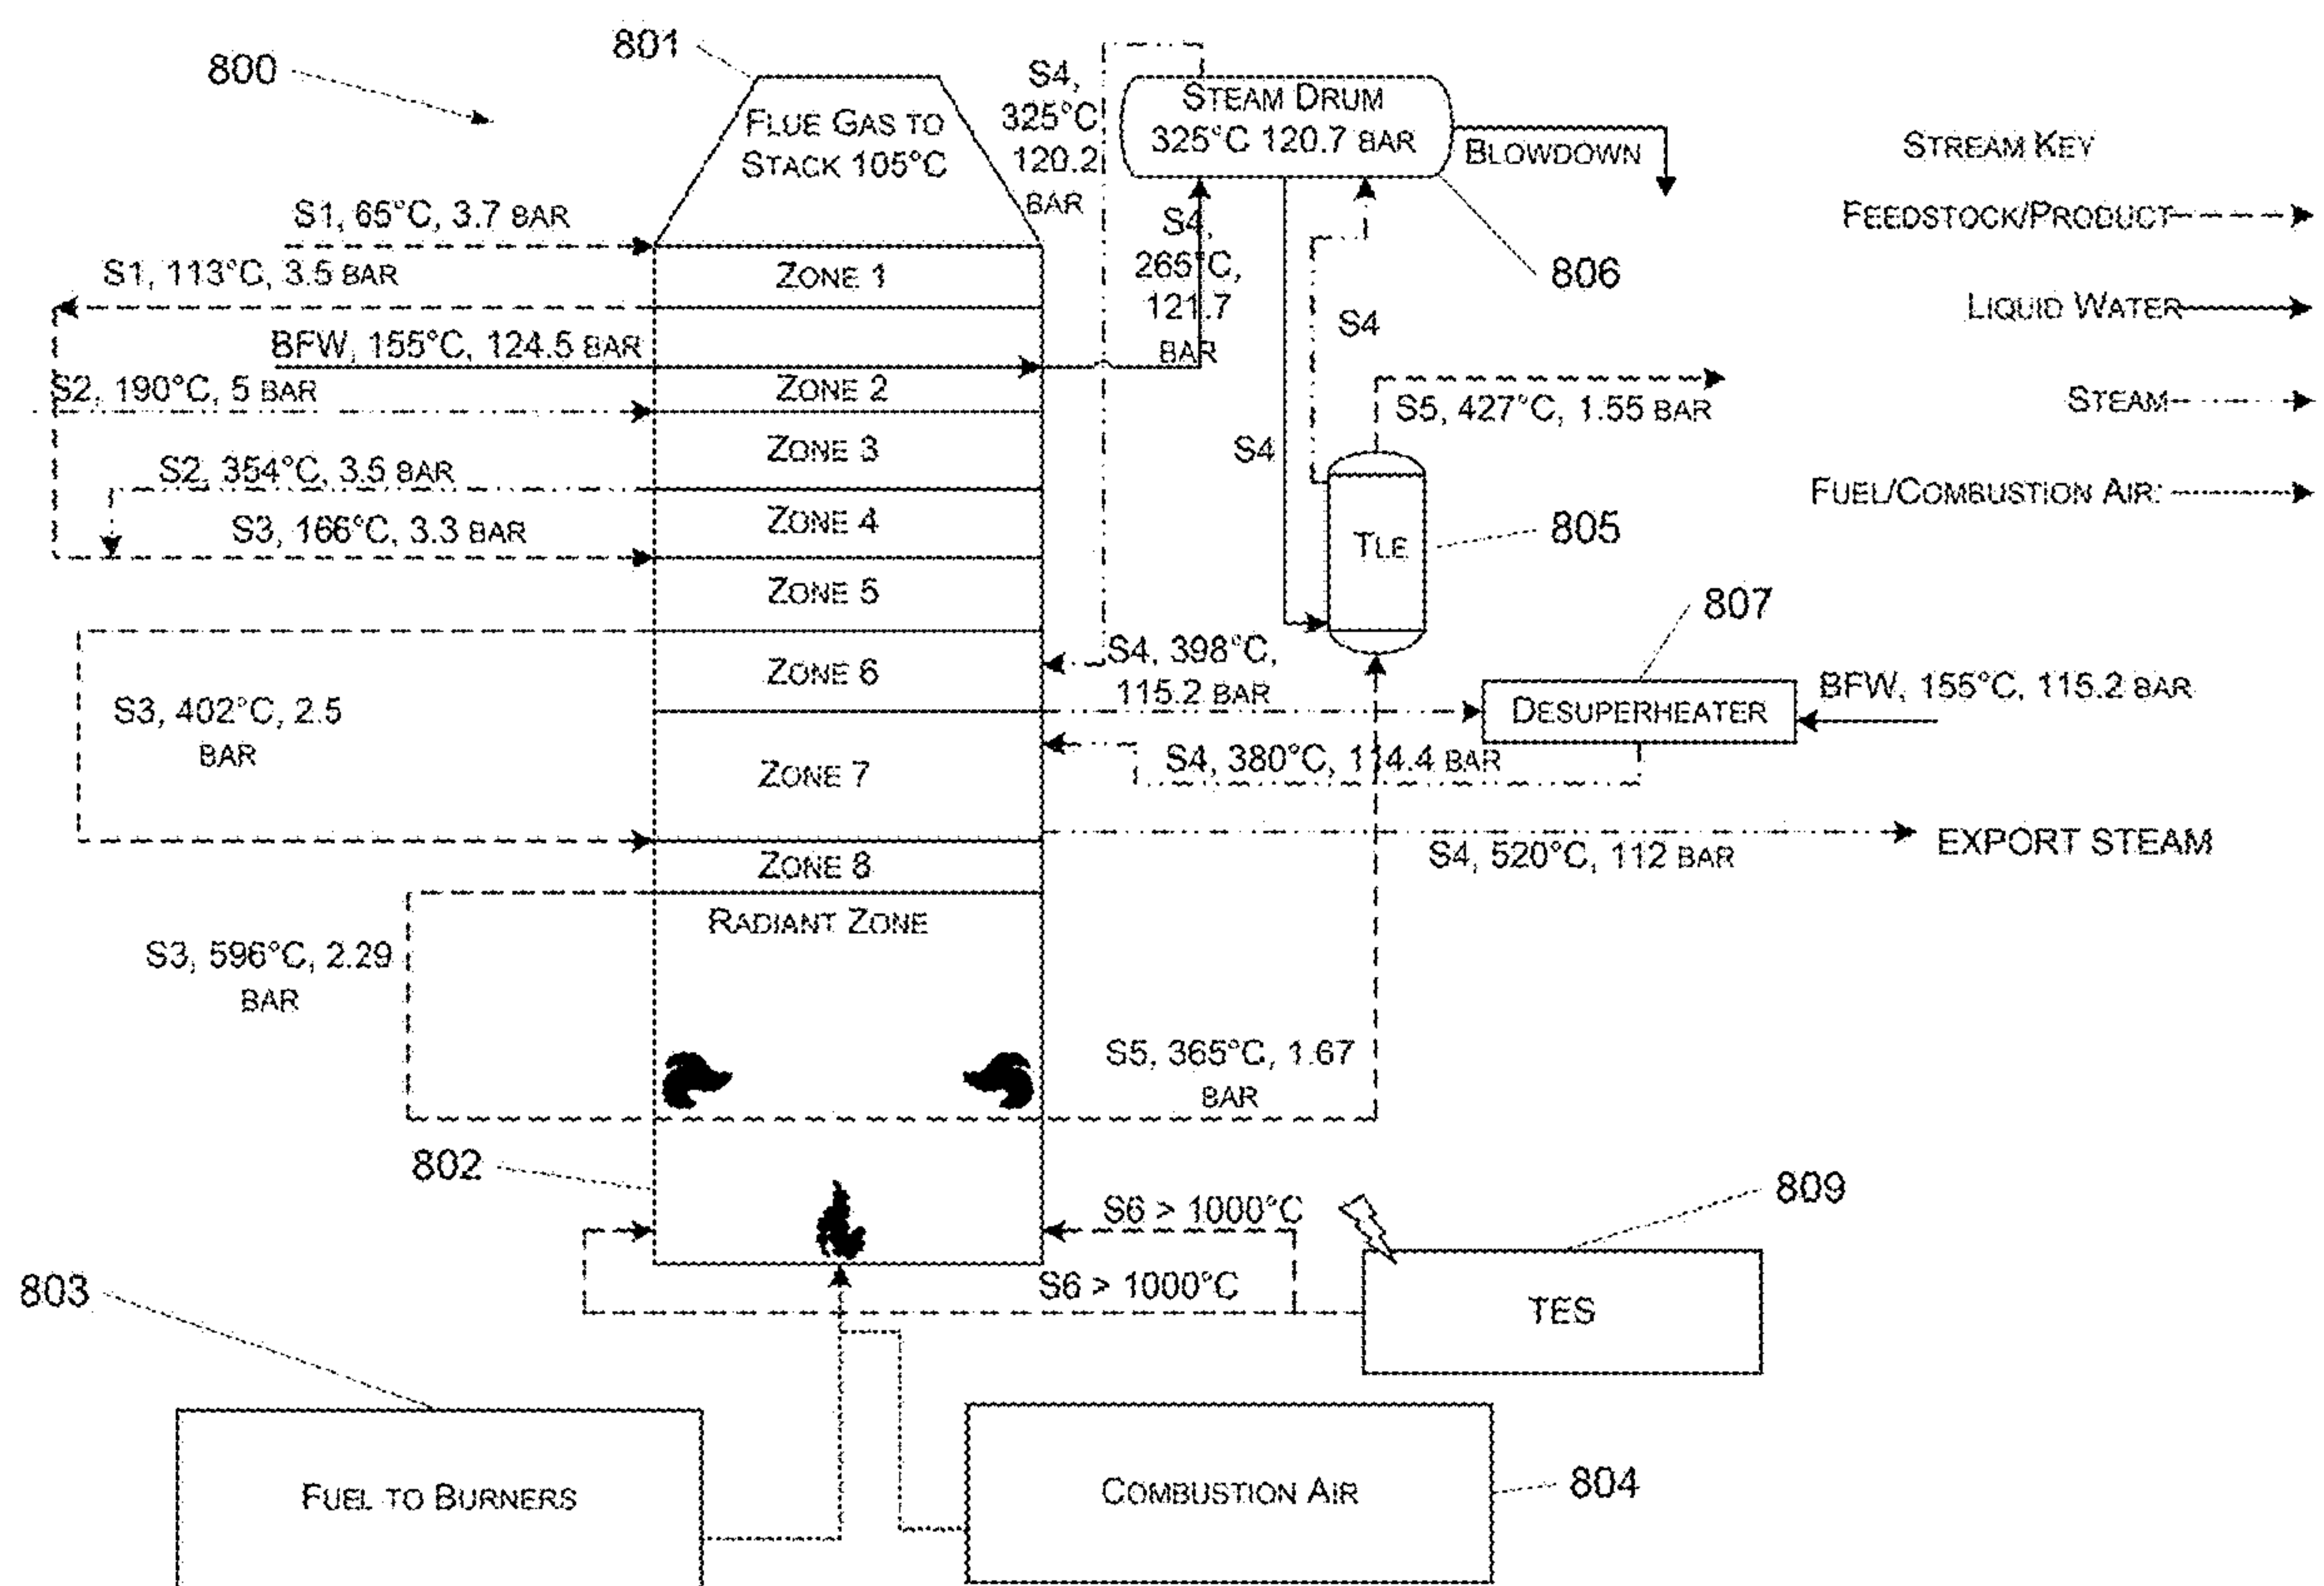 800
801
FLUE GAS TO
STACK 105°C
S4,
325°C
120.2
BAR
STEAM DRUM
325°C 120.7 BAR
BLOWDOWN
806
STREAM KEY
FEEDSTOCK/PRODUCT
LIQUID WATER
STEAM
FUEL/COMBUSTION AIR:
S1, 65°C, 3.7 BAR
S1, 113°C, 3.5 BAR
ZONE 1
BFW, 155°C, 124.5 BAR
S4,
265°C,
121.7
BAR
S4
S2, 190°C, 5 BAR
ZONE 2
S5, 427°C, 1.55 BAR
ZONE 3
S4
S2, 354°C, 3.5 BAR
ZONE 4
S3, 166°C, 3.3 BAR
TLE
805
ZONE 5
807
ZONE 6
S4, 398°C,
115.2 BAR
BFW, 155°C, 115.2 BAR
DESUPERHEATER
S3, 402°C, 2.5
BAR
ZONE 7
S4, 380°C, 114.4 BAR
EXPORT STEAM
S4, 520°C, 112 BAR
ZONE 8
RADIANT ZONE
S3, 596°C, 2.29
BAR
S5, 365°C, 1.67
BAR
802
809
S6 > 1000°C
S6 > 1000°C
TES
803
FUEL TO BURNERS
COMBUSTION AIR
804